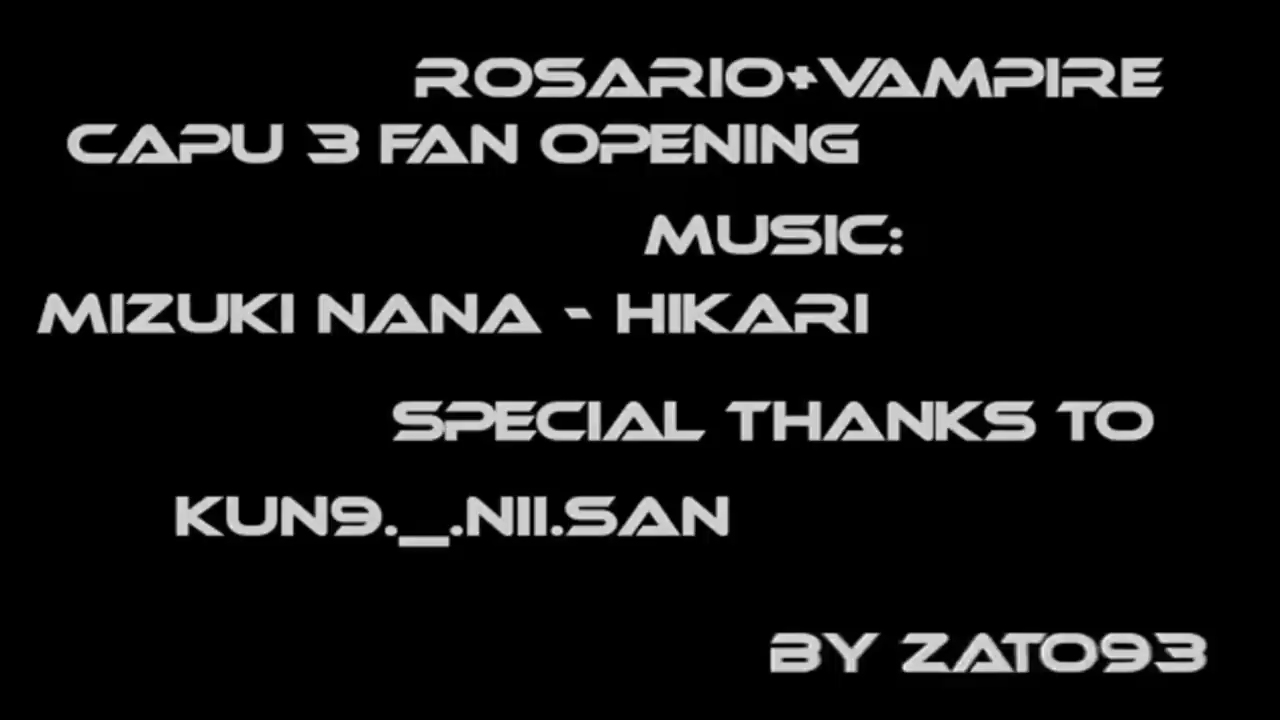 ROSARIO+VAMPIRE
CAPU 3 FAN OPENING
MUSIC:
MIZUKI NANA - HIKARI
SPECIAL THANKS TO
KUN9._.NII.SAN
BY ZATO93